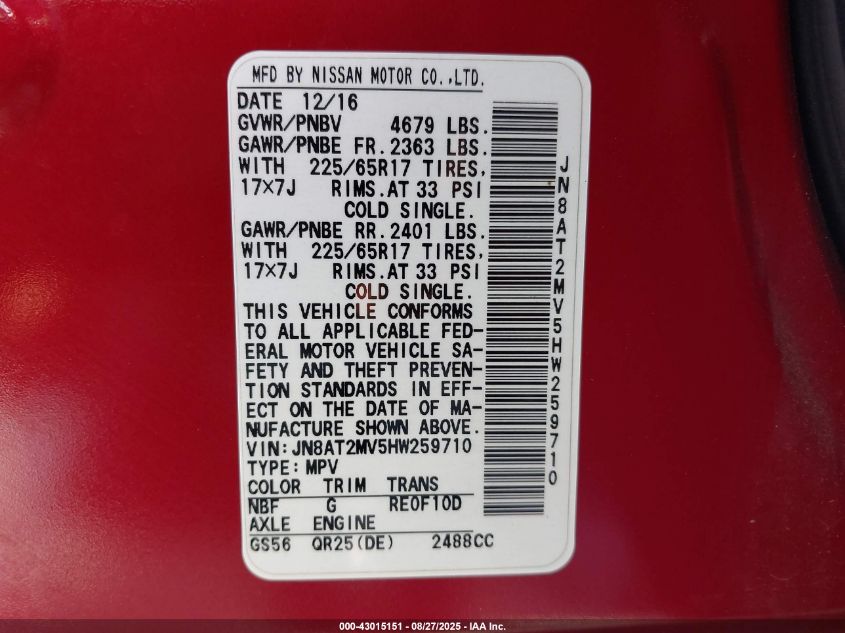 MFD BY NISSAN MOTOR CO.,LTD.
DATE 12/16
GVWR/PNBV 4679 LBS.
GAWR/PNBE FR.2363 LBS.
WITH 225/65R17 TIRES,
17×7J RIMS.AT 33 PSI
COLD SINGLE.
GAWR/PNBE RR.2401 LBS.
WITH 225/65R17 TIRES,
17×7J RIMS.AT 33 PSI
COLD SINGLE.
THIS VEHICLE CONFORMS
TO ALL APPLICABLE FED-
ERAL MOTOR VEHICLE SA-
FETY AND THEFT PREVEN-
TION STANDARDS IN EFF-
ECT ON THE DATE OF MA-
NUFACTURE SHOWN ABOVE.
VIN:JN8AT2MV5HW259710
TYPE:MPV
COLOR TRIM TRANS
NBF G RE0F10D
AXLE ENGINE
GS56 QR25(DE) 2488CC
JN8AT2MV5HW259710
000-43015151 - 08/27/2025 - IAA Inc.